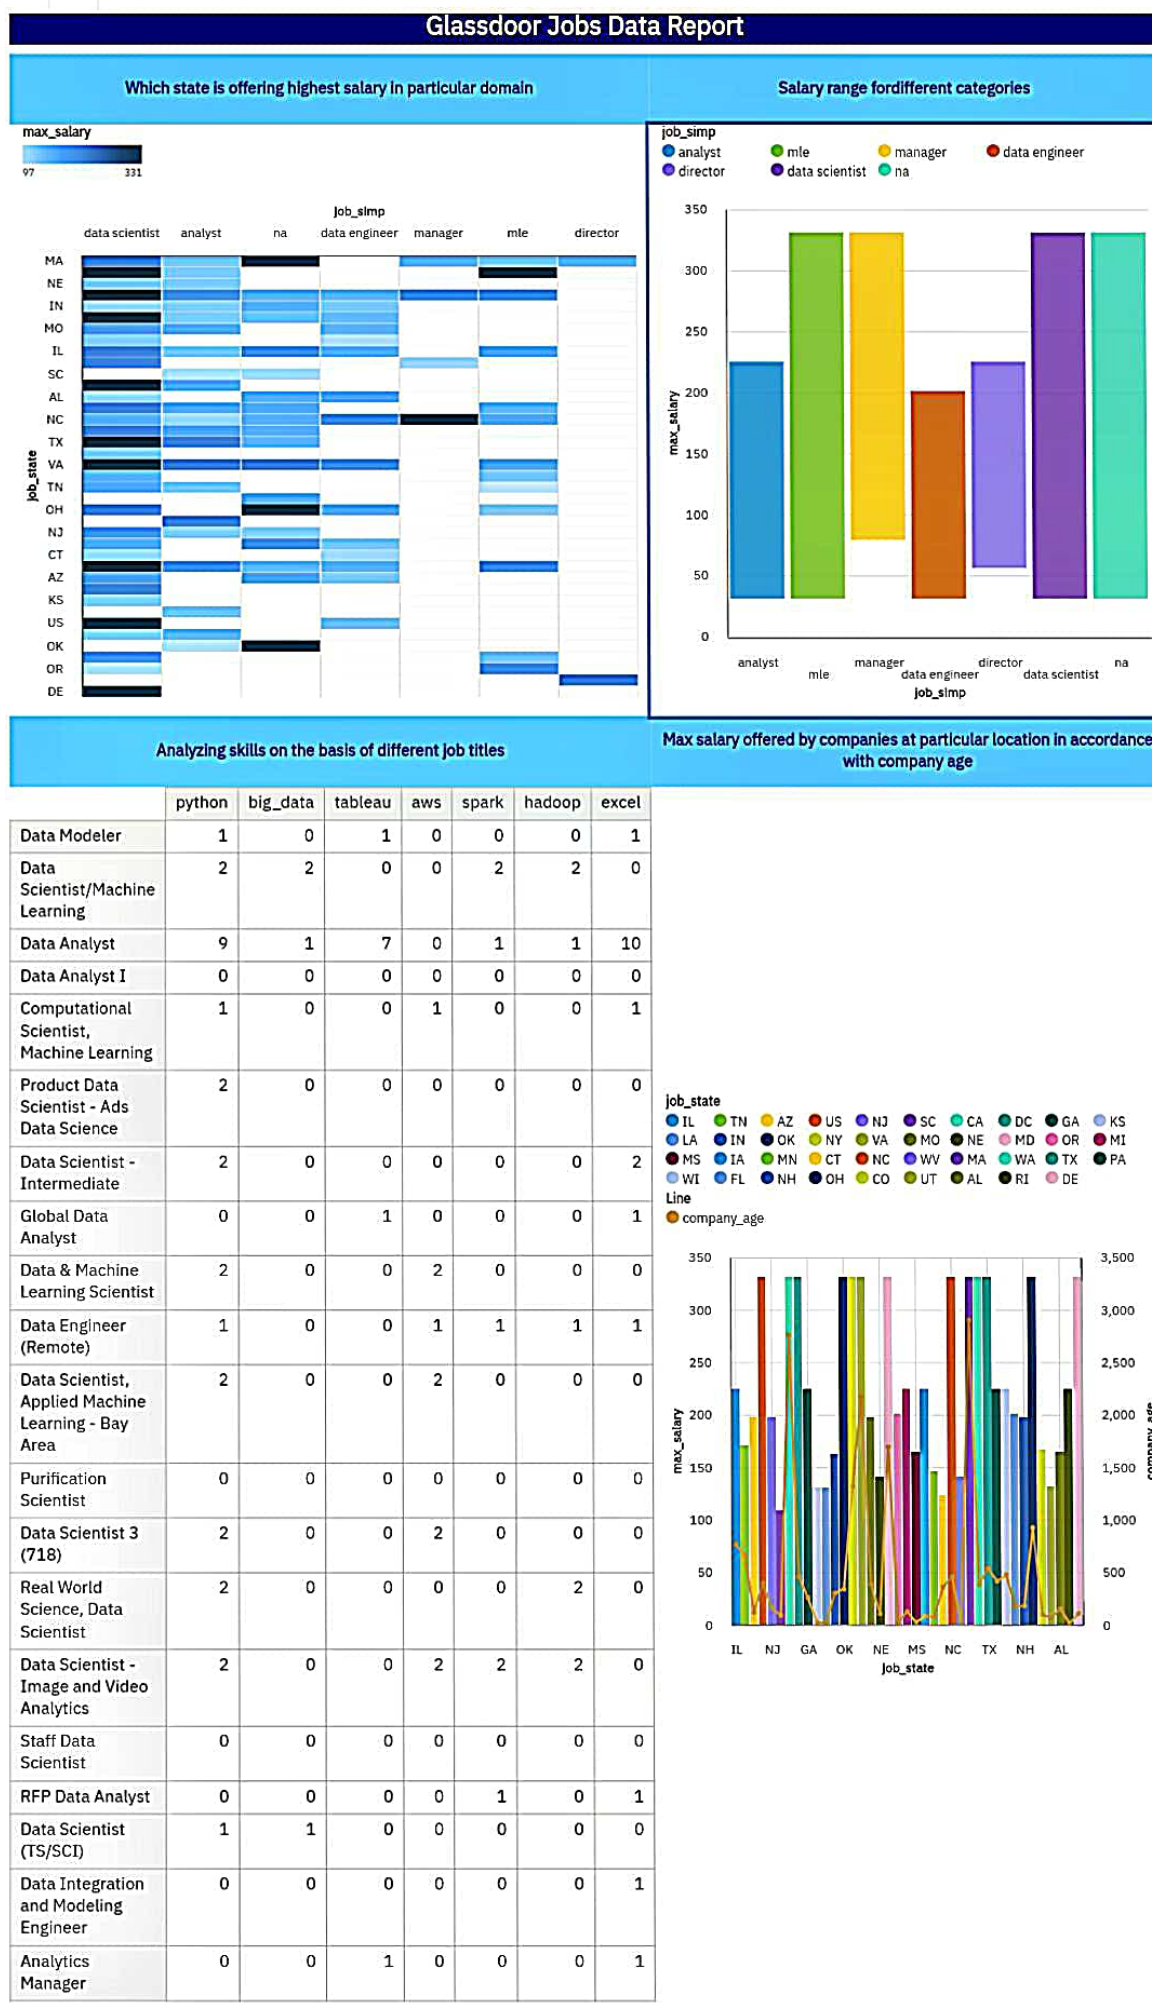 Glassdoor Jobs Data Report
Which state is offering highest salary in particular domain
Salary range fordifferent categories
max_salary
97 331
job_simp
data scientist analyst na data engineer manager mle director
job_state
MA
NE
IN
MO
IL
SC
AL
NC
TX
VA
TN
OH
NJ
CT
AZ
KS
US
OK
OR
DE
job_simp
analyst mle manager data engineer
director data scientist na
max_salary
350
300
250
200
150
100
50
0
analyst mle manager data engineer director data scientist na
job_simp
Analyzing skills on the basis of different job titles
Max salary offered by companies at particular location in accordance
with company age
python big_data tableau aws spark hadoop excel
Data Modeler 1 0 1 0 0 0 1
Data 2 2 0 0 2 2 0
Scientist/Machine
Learning
Data Analyst 9 1 7 0 1 1 10
Data Analyst I 0 0 0 0 0 0 0
Computational 1 0 0 1 0 0 1
Scientist,
Machine Learning
Product Data 2 0 0 0 0 0 0
Scientist - Ads
Data Science
Data Scientist - 2 0 0 0 0 0 2
Intermediate
Global Data 0 0 1 0 0 0 1
Analyst
Data & Machine 2 0 0 2 0 0 0
Learning Scientist
Data Engineer 1 0 0 1 1 1 1
(Remote)
Data Scientist, 2 0 0 2 0 0 0
Applied Machine
Learning - Bay
Area
Purification 0 0 0 0 0 0 0
Scientist
Data Scientist 3 2 0 0 2 0 0 0
(718)
Real World 2 0 0 0 0 2 0
Science, Data
Scientist
Data Scientist - 2 0 0 2 2 2 0
Image and Video
Analytics
Staff Data 0 0 0 0 0 0 0
Scientist
RFP Data Analyst 0 0 0 0 1 0 1
Data Scientist 1 1 0 0 0 0 0
(TS/SCI)
Data Integration 0 0 0 0 0 0 1
and Modeling
Engineer
Analytics 0 0 1 0 0 0 1
Manager
job_state
IL TN AZ US NJ SC CA DC GA KS
LA IN OK NY VA MO NE MD OR MI
MS IA MN CT NC WV MA WA TX PA
WI FL NH OH CO UT AL RI DE
Line
company_age
max_salary
350
300
250
200
150
100
50
0
3,500
3,000
2,500
2,000
1,500
1,000
500
0
company_age
IL NJ GA OK NE MS NC TX NH AL
job_state